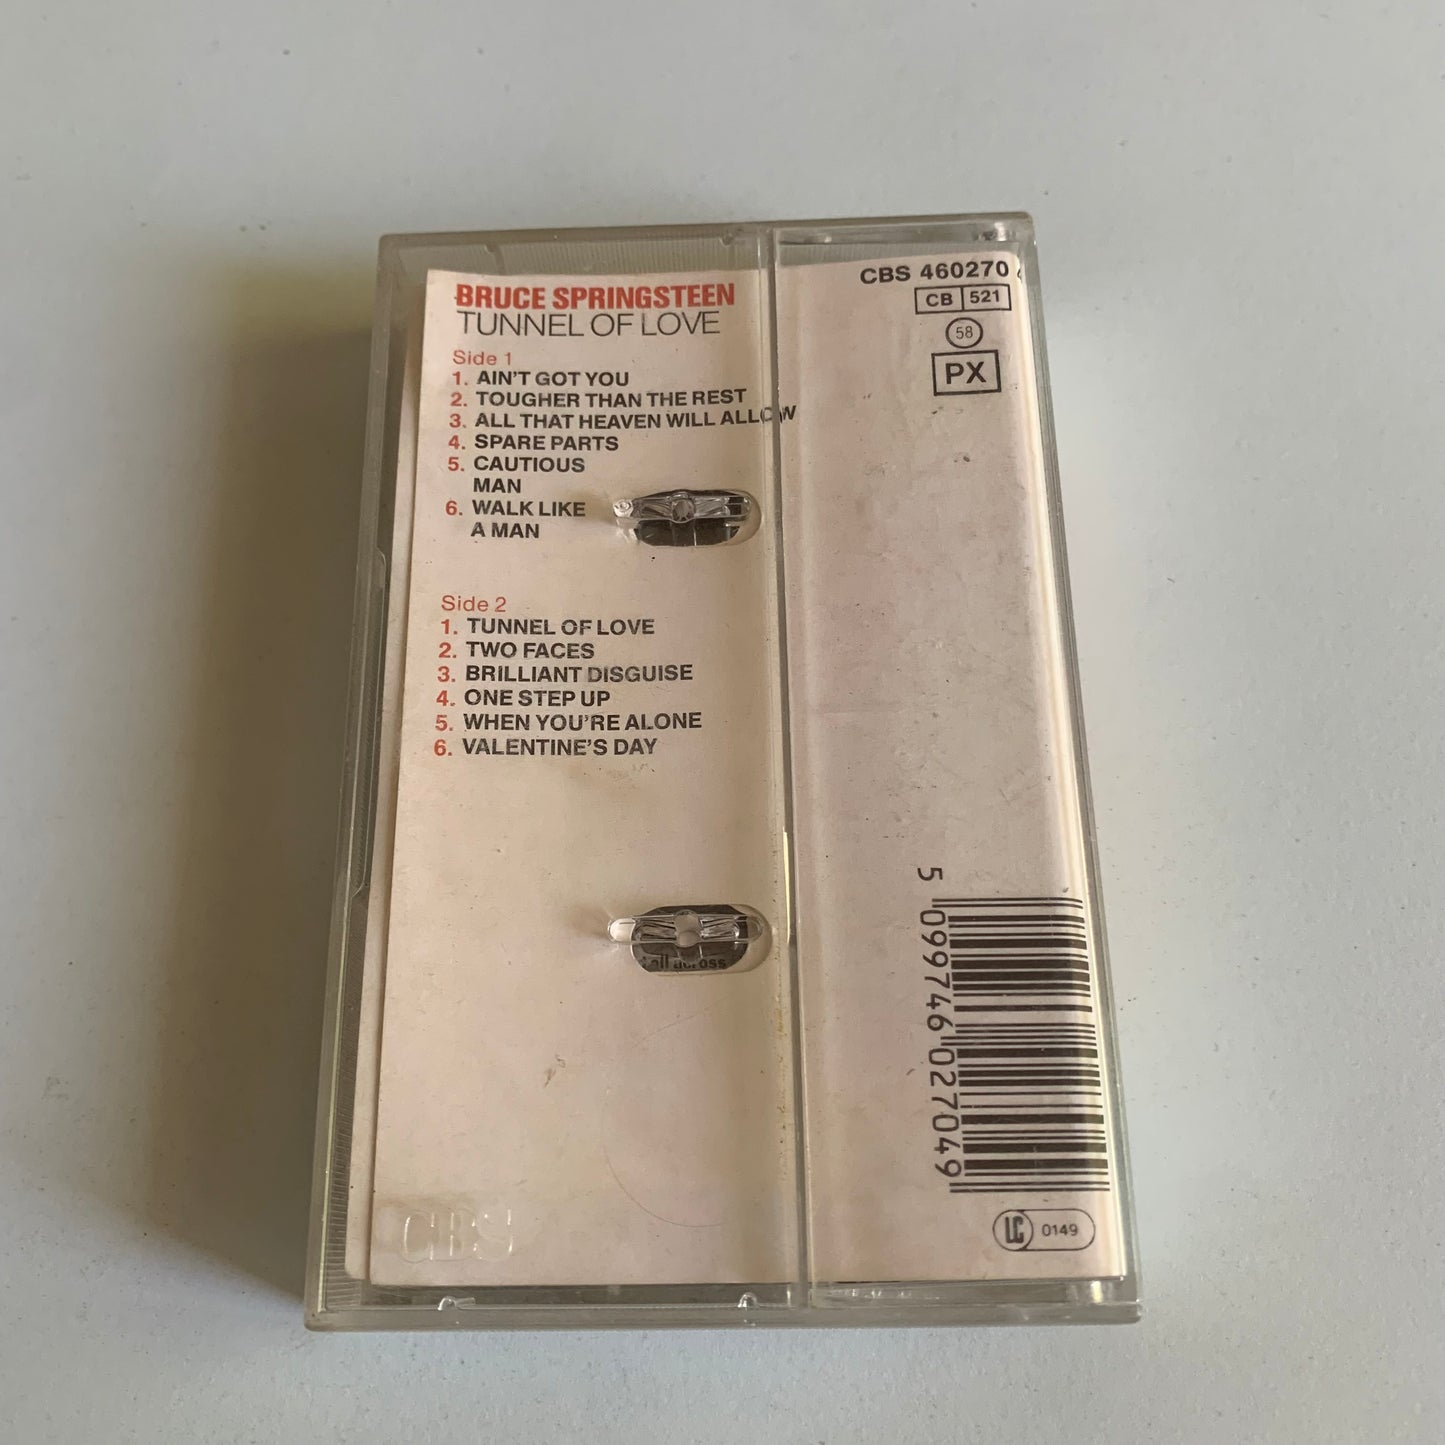 BRUCE SPRINGSTEEN
TUNNEL OF LOVE
Side 1
1. AIN'T GOT YOU
2. TOUGHER THAN THE REST
3. ALL THAT HEAVEN WILL ALLOW
4. SPARE PARTS
5. CAUTIOUS
MAN
6. WALK LIKE
A MAN
Side 2
1. TUNNEL OF LOVE
2. TWO FACES
3. BRILLIANT DISGUISE
4. ONE STEP UP
5. WHEN YOU'RE ALONE
6. VALENTINE'S DAY
all across
CBS
CBS 460270
CB 521
58
PX
5 099746 027049
LC 0149